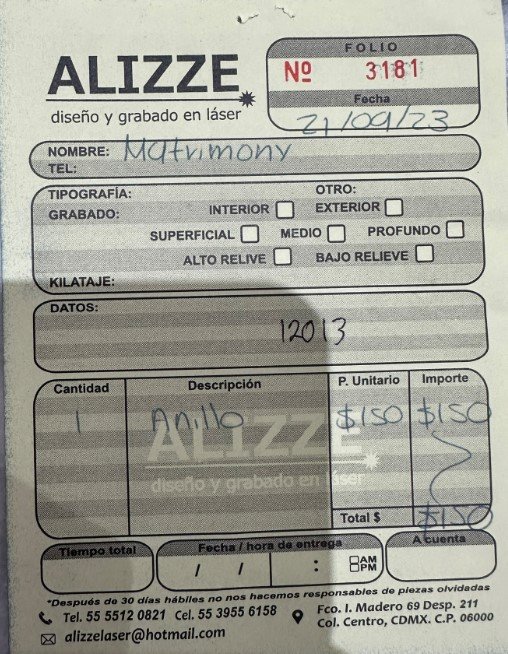 ALIZZE
diseño y grabado en láser
FOLIO
Nº 3181
Fecha
21/09/23
NOMBRE: Matrimony
TEL:
TIPOGRAFÍA: OTRO:
GRABADO: INTERIOR EXTERIOR
SUPERFICIAL MEDIO PROFUNDO
ALTO RELIVE BAJO RELIEVE
KILATAJE:
DATOS:
12013
Cantidad Descripción P. Unitario Importe
1 Anillo $150 $150
ALIZZE
diseño y grabado en láser
Total $ $150
Tiempo total Fecha / hora de entrega A cuenta
/ / : AM
PM
*Después de 30 días hábiles no nos hacemos responsables de piezas olvidadas
Tel. 55 5512 0821 Cel. 55 3955 6158
alizzelaser@hotmail.com
Fco. I. Madero 69 Desp. 211
Col. Centro, CDMX. C.P. 06000